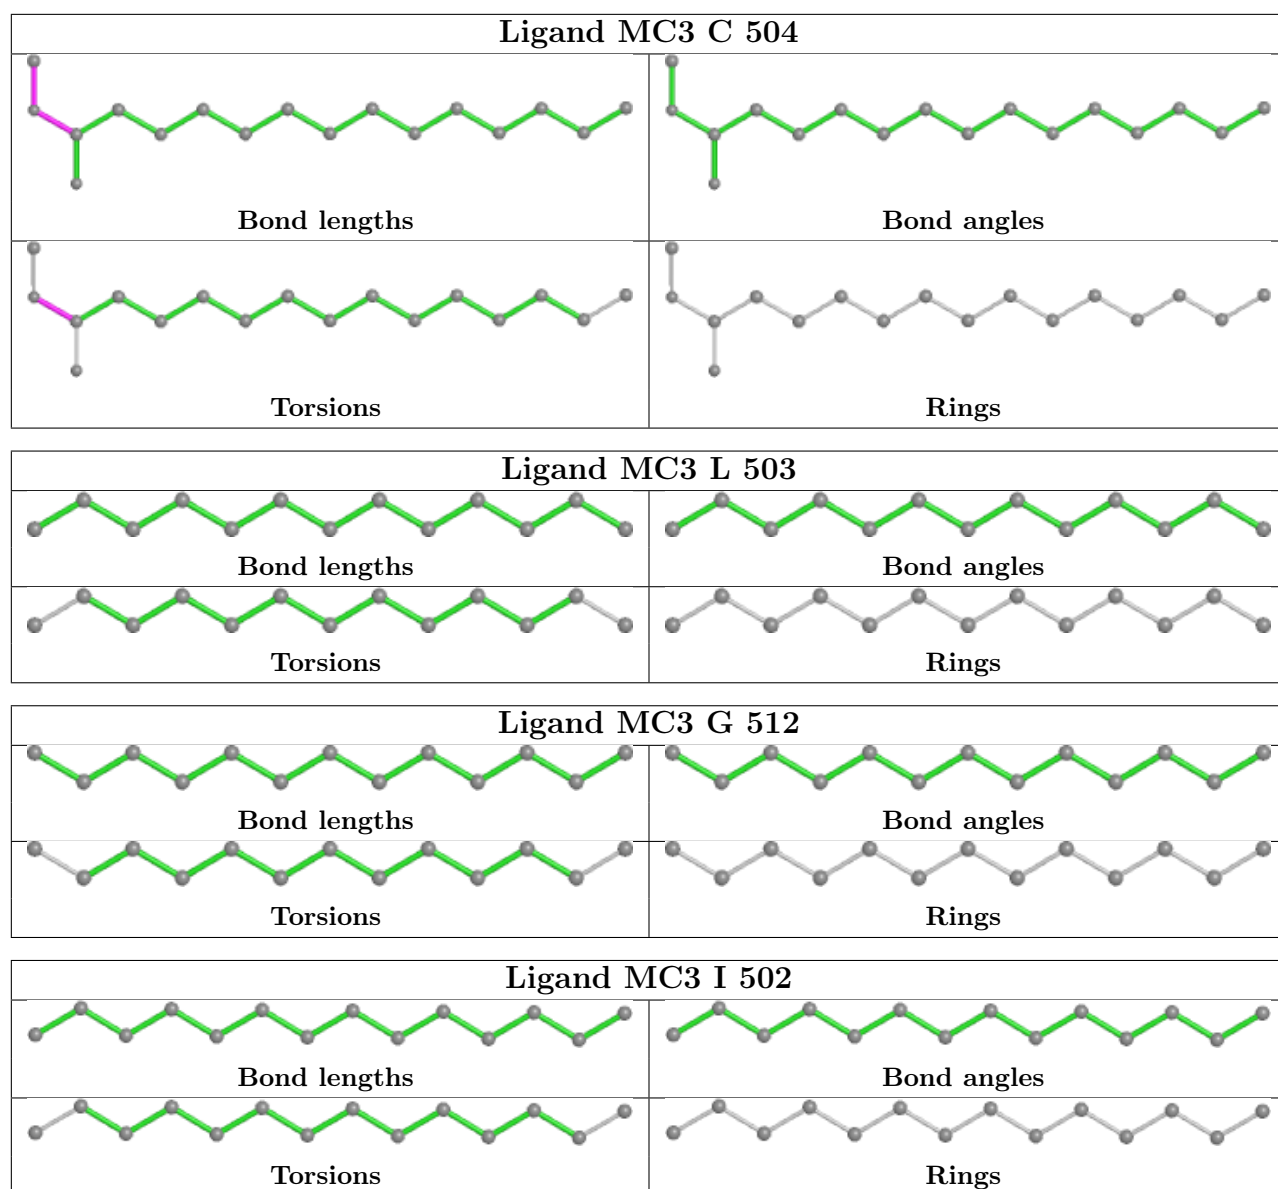 Ligand MC3 C 504
Bond lengths
Bond angles
Torsions
Rings
Ligand MC3 L 503
Bond lengths
Bond angles
Torsions
Rings
Ligand MC3 G 512
Bond lengths
Bond angles
Torsions
Rings
Ligand MC3 I 502
Bond lengths
Bond angles
Torsions
Rings